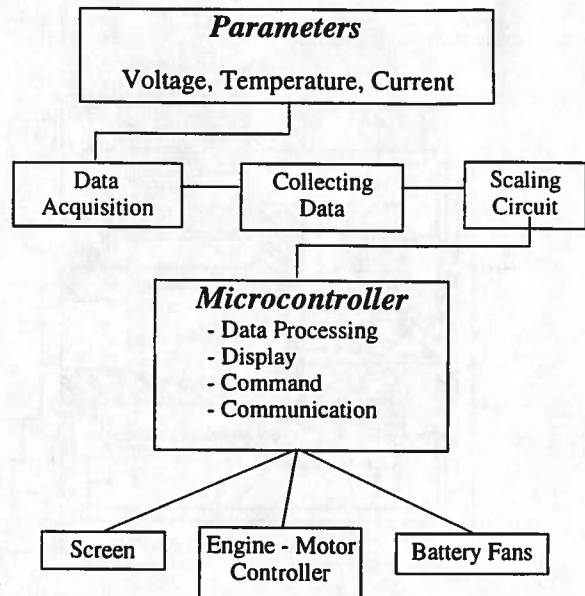 Parameters
Voltage, Temperature, Current
Data
Acquisition
Collecting
Data
Scaling
Circuit
Microcontroller
- Data Processing
- Display
- Command
- Communication
Screen
Engine - Motor
Controller
Battery Fans